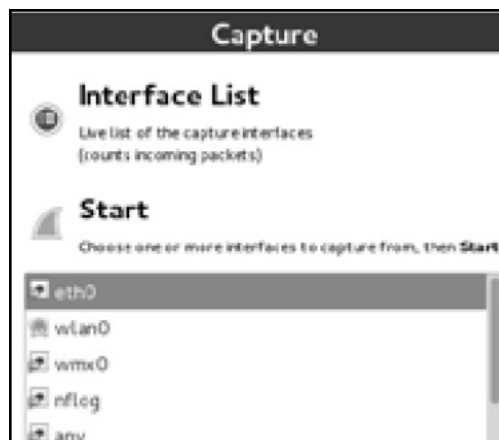 Capture
Interface List
Live list of the capture interfaces
(counts incoming packets)
Start
Choose one or more interfaces to capture from, then Start
eth0
wlan0
wmx0
nflog
any